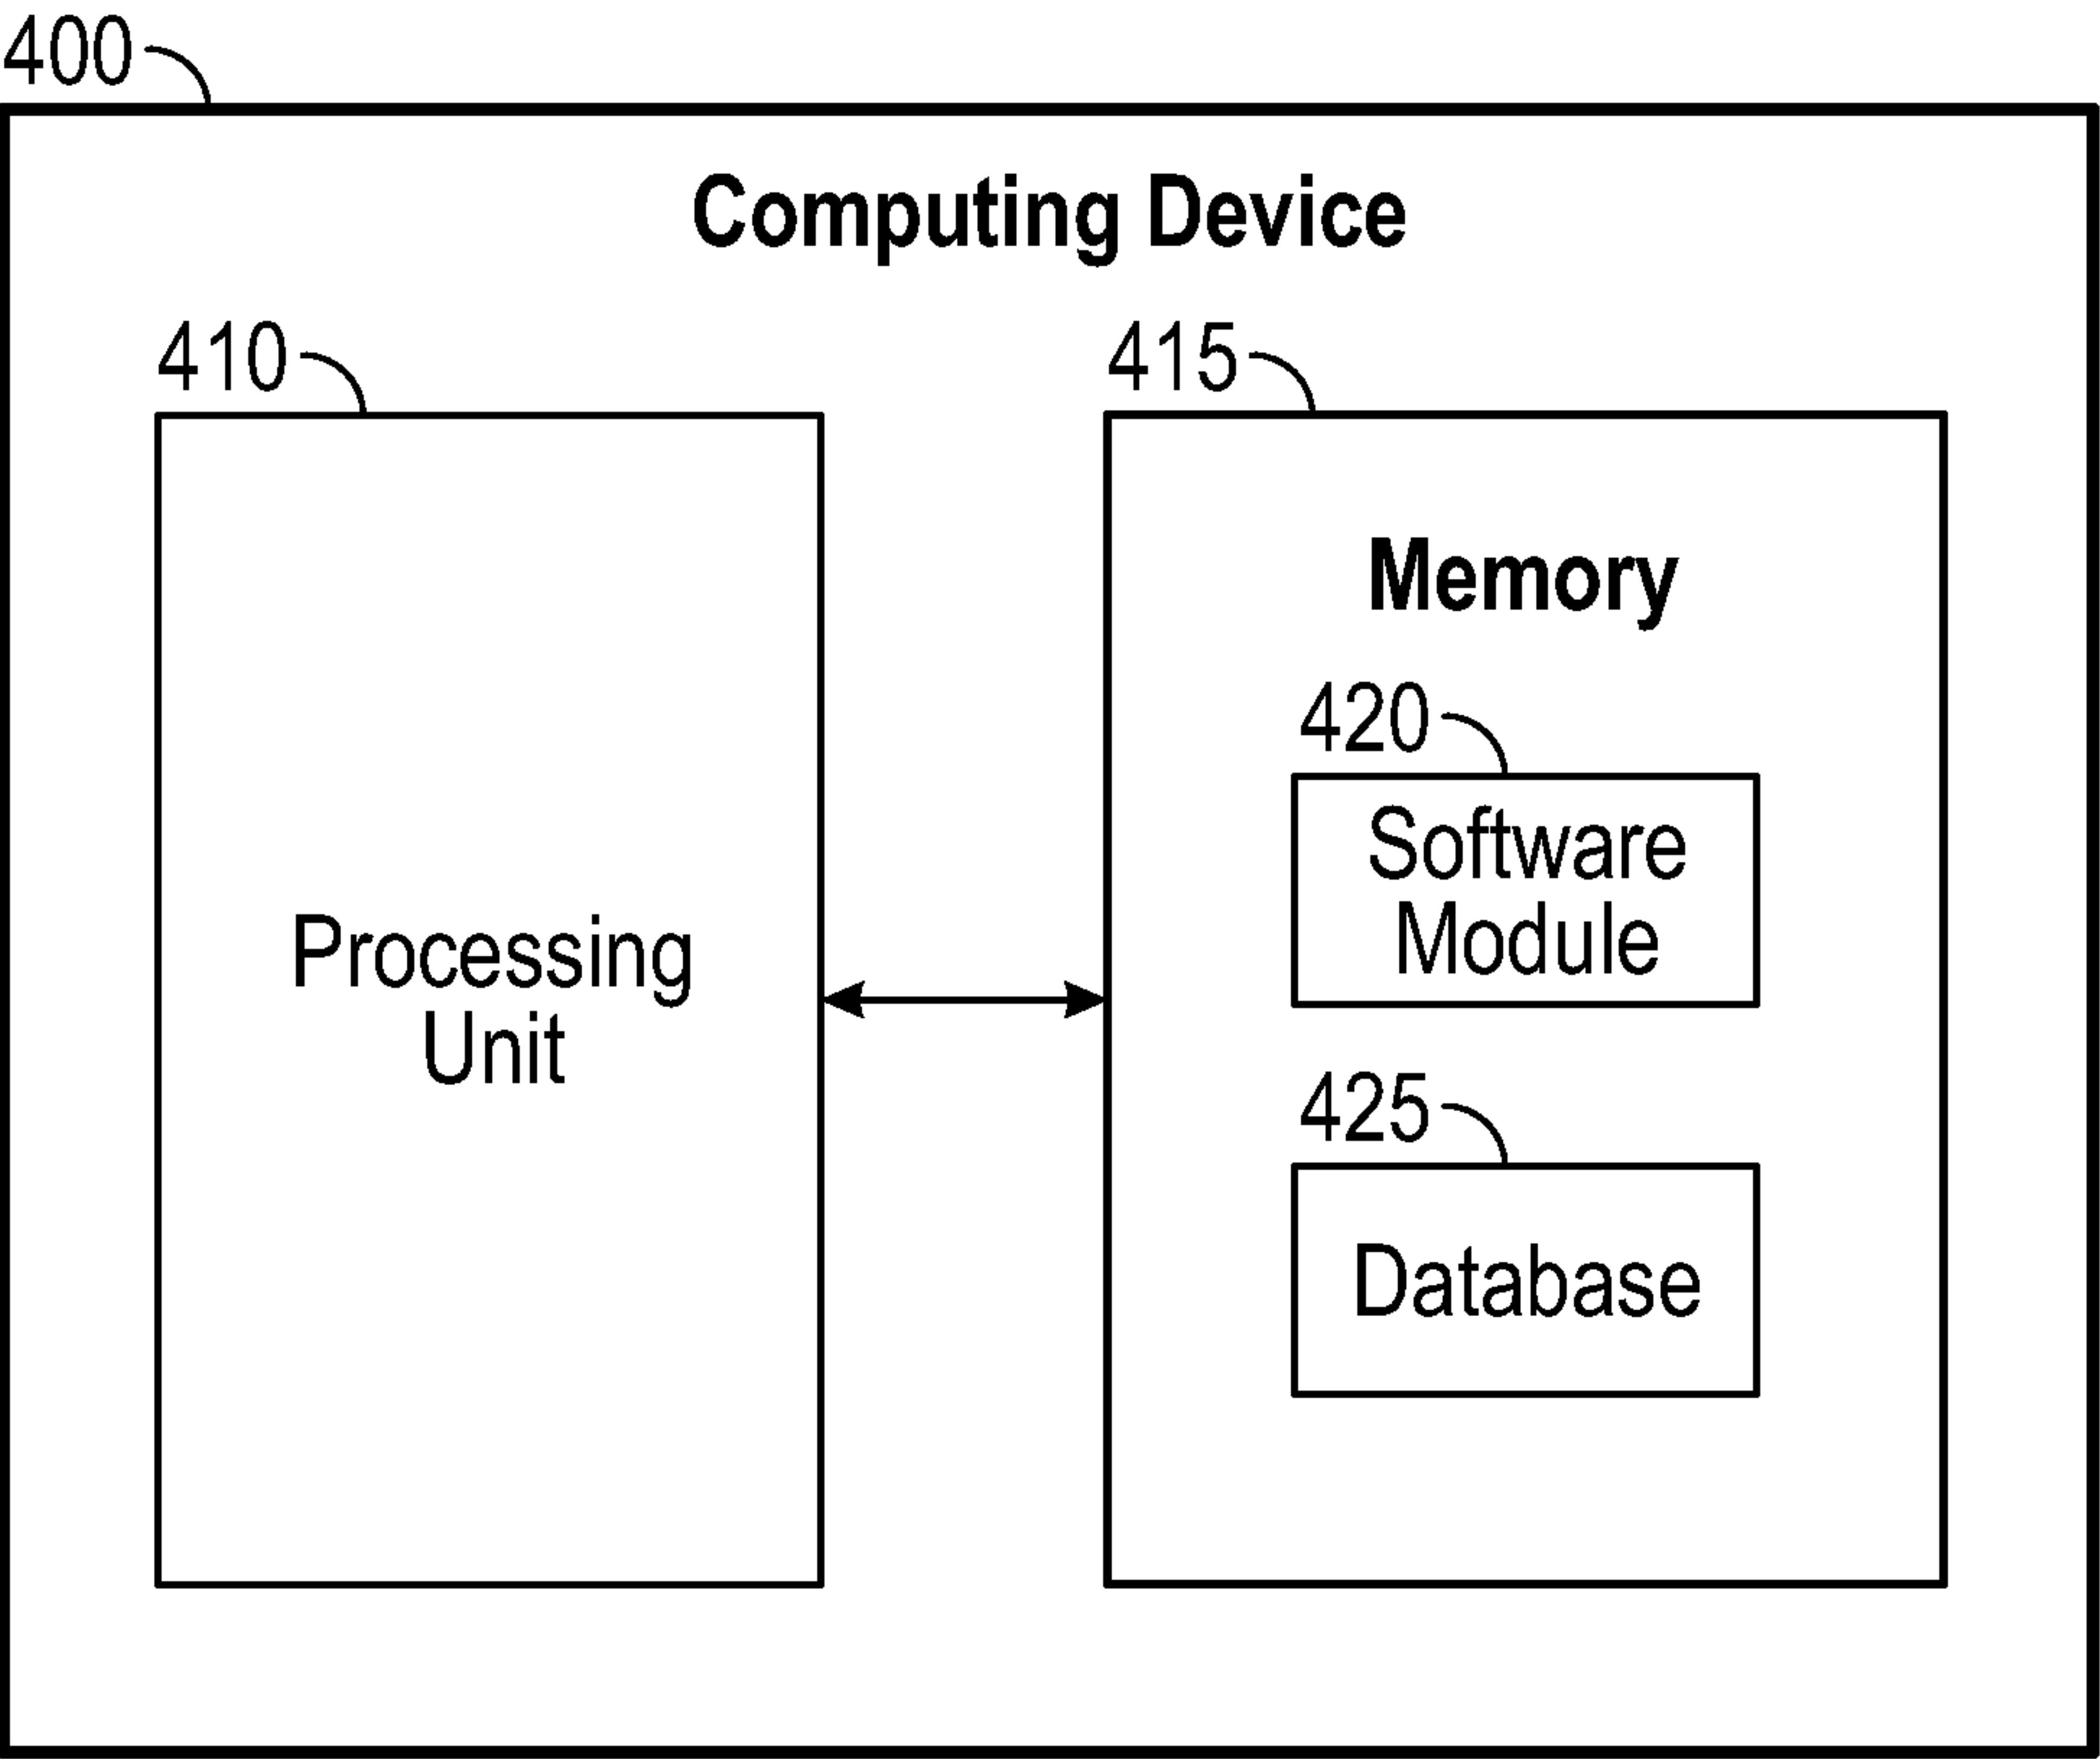 400
Computing Device
410
415
Memory
420
Software
Module
Processing
Unit
425
Database